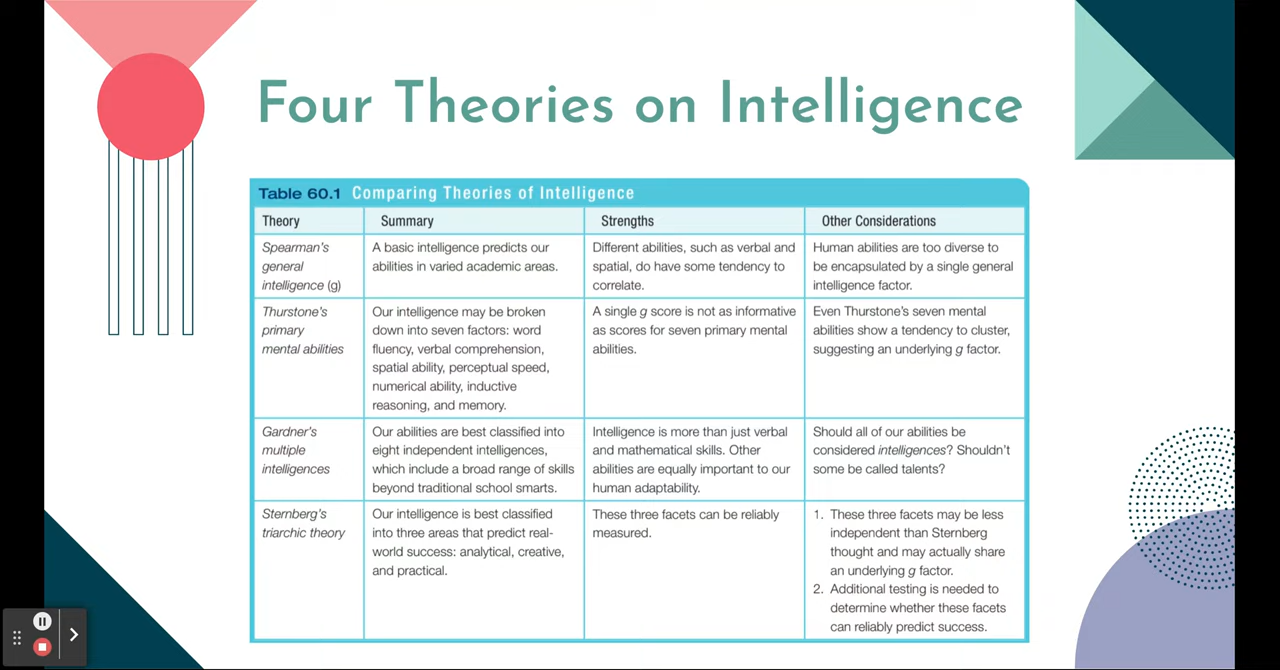 Four Theories on Intelligence
Table 60.1 Comparing Theories of Intelligence
Theory
Summary
Strengths
Other Considerations
Spearman's
general
intelligence (g)
A basic intelligence predicts our
abilities in varied academic areas.
Different abilities, such as verbal and
spatial, do have some tendency to
correlate.
Human abilities are too diverse to
be encapsulated by a single general
intelligence factor.
Thurstone's
primary
mental abilities
Our intelligence may be broken
down into seven factors: word
fluency, verbal comprehension,
spatial ability, perceptual speed,
numerical ability, inductive
reasoning, and memory.
A single g score is not as informative
as scores for seven primary mental
abilities.
Even Thurstone's seven mental
abilities show a tendency to cluster,
suggesting an underlying g factor.
Gardner's
multiple
intelligences
Our abilities are best classified into
eight independent intelligences,
which include a broad range of skills
beyond traditional school smarts.
Intelligence is more than just verbal
and mathematical skills. Other
abilities are equally important to our
human adaptability.
Should all of our abilities be
considered intelligences? Shouldn't
some be called talents?
Sternberg's
triarchic theory
Our intelligence is best classified
into three areas that predict real-
world success: analytical, creative,
and practical.
These three facets can be reliably
measured.
1. These three facets may be less
independent than Sternberg
thought and may actually share
an underlying g factor.
2. Additional testing is needed to
determine whether these facets
can reliably predict success.